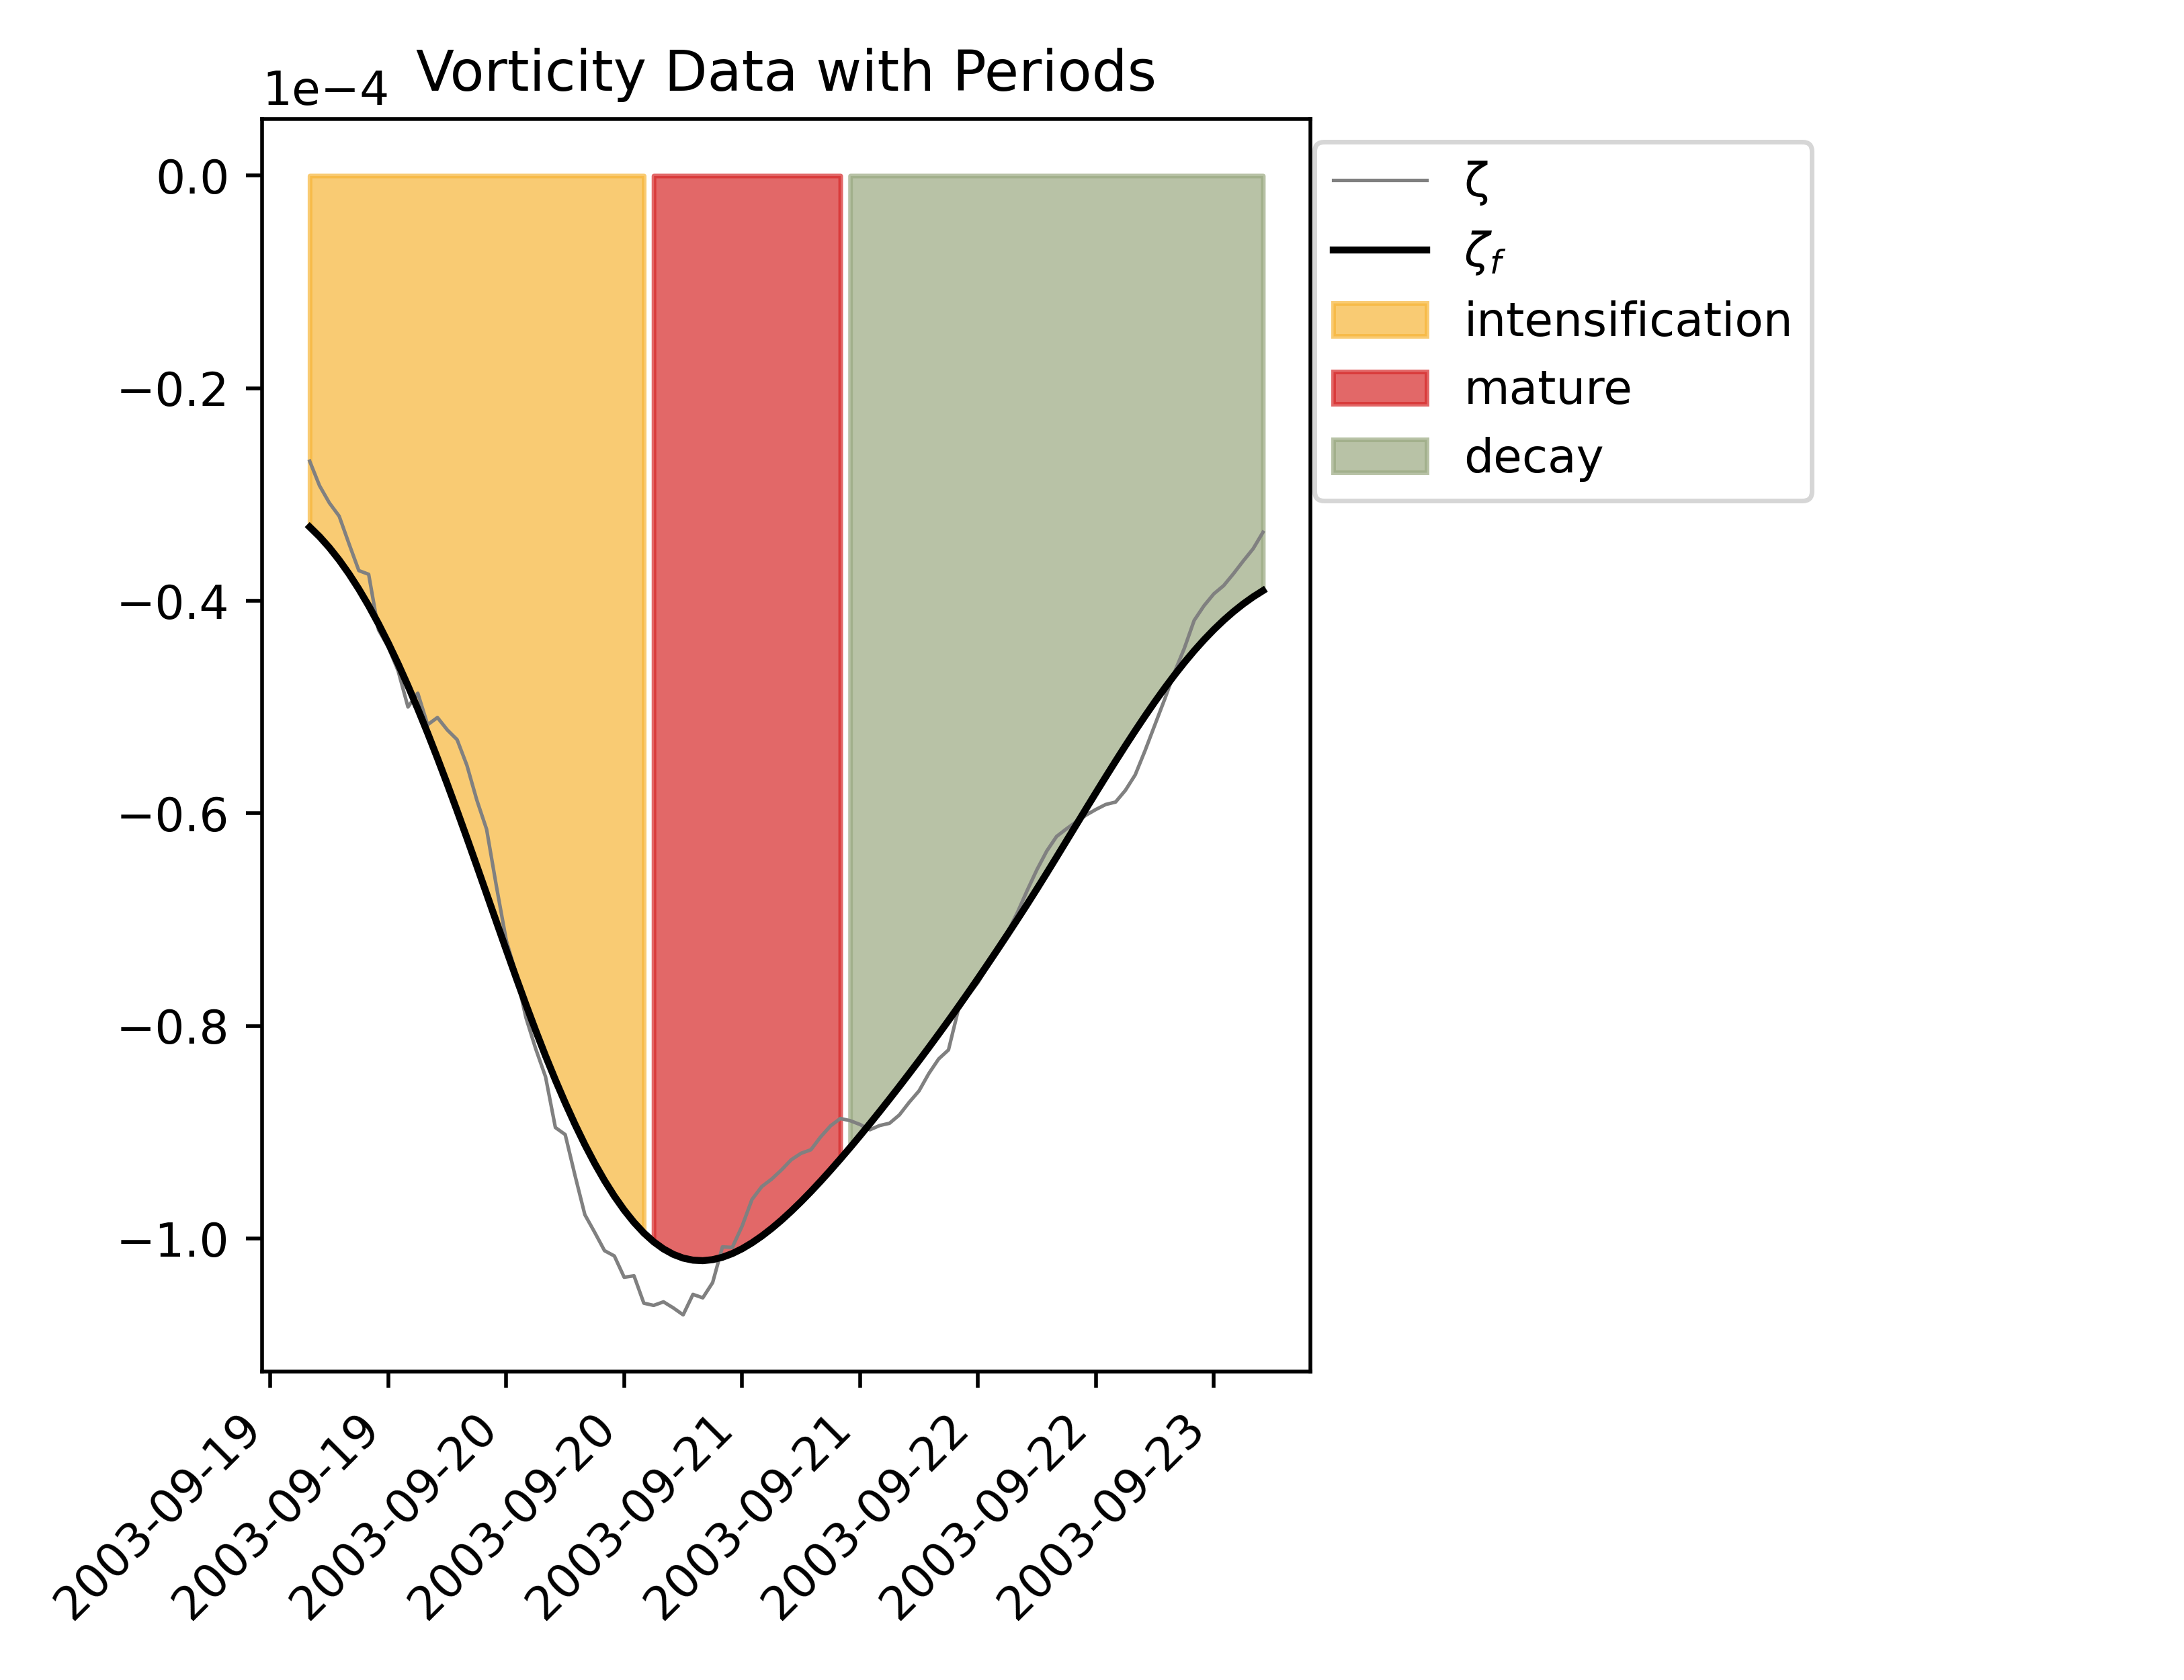 Vorticity Data with Periods
1e−4
0.0
−0.2
−0.4
−0.6
−0.8
−1.0
ζ
ζf
intensification
mature
decay
2003-09-19
2003-09-19
2003-09-20
2003-09-20
2003-09-21
2003-09-21
2003-09-22
2003-09-22
2003-09-23